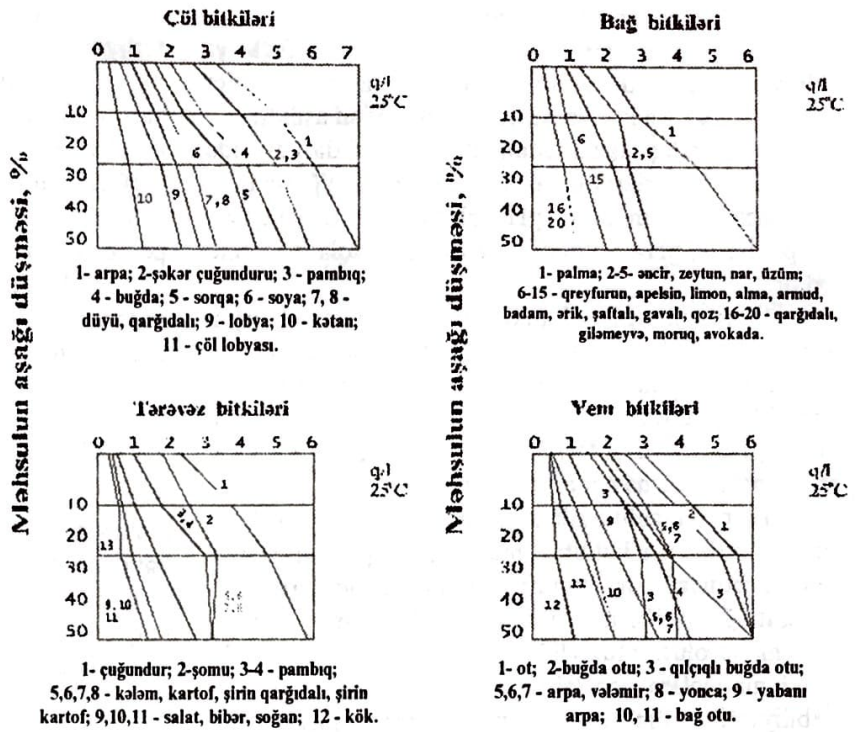 Çöl bitkiləri
0 1 2 3 4 5 6 7
q/l
25°C
10
20
30
40
50
1
2,3
4
6
5
7,8
9
10
Məhsulun aşağı düşməsi, %
1- arpa; 2-şəkər çuğunduru; 3 - pambıq;
4 - buğda; 5 - sorqa; 6 - soya; 7, 8 -
düyü, qarğıdalı; 9 - lobya; 10 - kətan;
11 - çöl lobyası.
Bağ bitkiləri
0 1 2 3 4 5 6
q/l
25°C
10
20
30
40
50
1
2,5
6
15
16
20
Məhsulun aşağı düşməsi, %
1- palma; 2-5- əncir, zeytun, nar, üzüm;
6-15 - qreyfurun, apelsin, limon, alma, armud,
badam, ərik, şaftalı, gavalı, qoz; 16-20 - qarğıdalı,
giləmeyvə, moruq, avokada.
Tərəvəz bitkiləri
0 1 2 3 4 5 6
q/l
25°C
10
20
30
40
50
1
2
3,4
13
9,10
11
1- çuğundur; 2-şomu; 3-4 - pambıq;
5,6,7,8 - kələm, kartof, şirin qarğıdalı, şirin
kartof; 9,10,11 - salat, bibər, soğan; 12 - kök.
Yem bitkiləri
0 1 2 3 4 5 6
q/l
25°C
10
20
30
40
50
3
2
1
9
5,6
7
11
10
12
3
4
3
5,6
7
1- ot; 2-buğda otu; 3 - qılçıqlı buğda otu;
5,6,7 - arpa, vələmir; 8 - yonca; 9 - yabanı
arpa; 10, 11 - bağ otu.